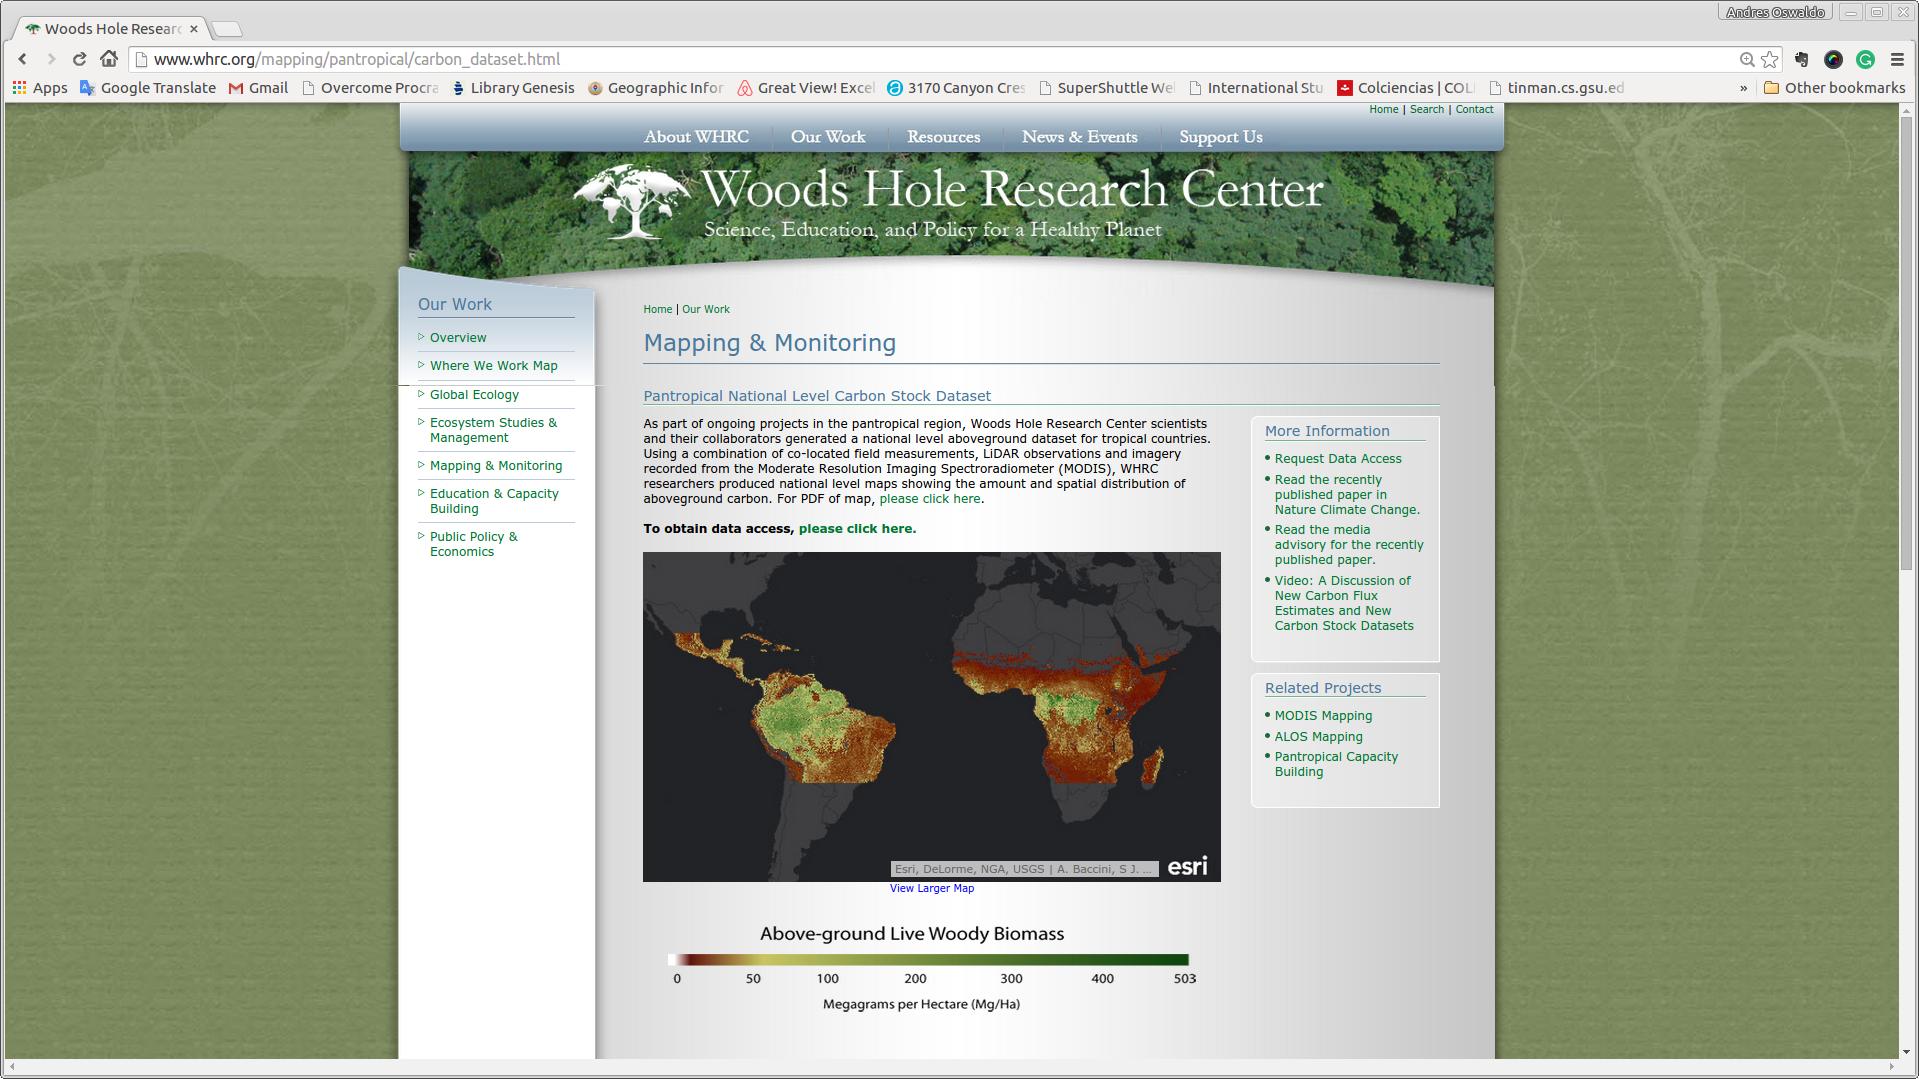 Andres Oswaldo
Woods Hole Researc
www.whrc.org/mapping/pantropical/carbon_dataset.html
Apps Google Translate Gmail Overcome Procra Library Genesis Geographic Infor Great View! Exce 3170 Canyon Cres SuperShuttle We International Stu Colciencias | COL tinman.cs.gsu.ed » Other bookmarks
Home | Search | Contact
About WHRC Our Work Resources News & Events Support Us
Woods Hole Research Center
Science, Education, and Policy for a Healthy Planet
Our Work
Overview
Where We Work Map
Global Ecology
Ecosystem Studies &
Management
Mapping & Monitoring
Education & Capacity
Building
Public Policy &
Economics
Home | Our Work
Mapping & Monitoring
Pantropical National Level Carbon Stock Dataset
As part of ongoing projects in the pantropical region, Woods Hole Research Center scientists
and their collaborators generated a national level aboveground dataset for tropical countries.
Using a combination of co-located field measurements, LiDAR observations and imagery
recorded from the Moderate Resolution Imaging Spectroradiometer (MODIS), WHRC
researchers produced national level maps showing the amount and spatial distribution of
aboveground carbon. For PDF of map, please click here.
To obtain data access, please click here.
Esri, DeLorme, NGA, USGS | A. Baccini, S J. ...
esri
View Larger Map
Above-ground Live Woody Biomass
0 50 100 200 300 400 503
Megagrams per Hectare (Mg/Ha)
More Information
Request Data Access
Read the recently
published paper in
Nature Climate Change.
Read the media
advisory for the recently
published paper.
Video: A Discussion of
New Carbon Flux
Estimates and New
Carbon Stock Datasets
Related Projects
MODIS Mapping
ALOS Mapping
Pantropical Capacity
Building